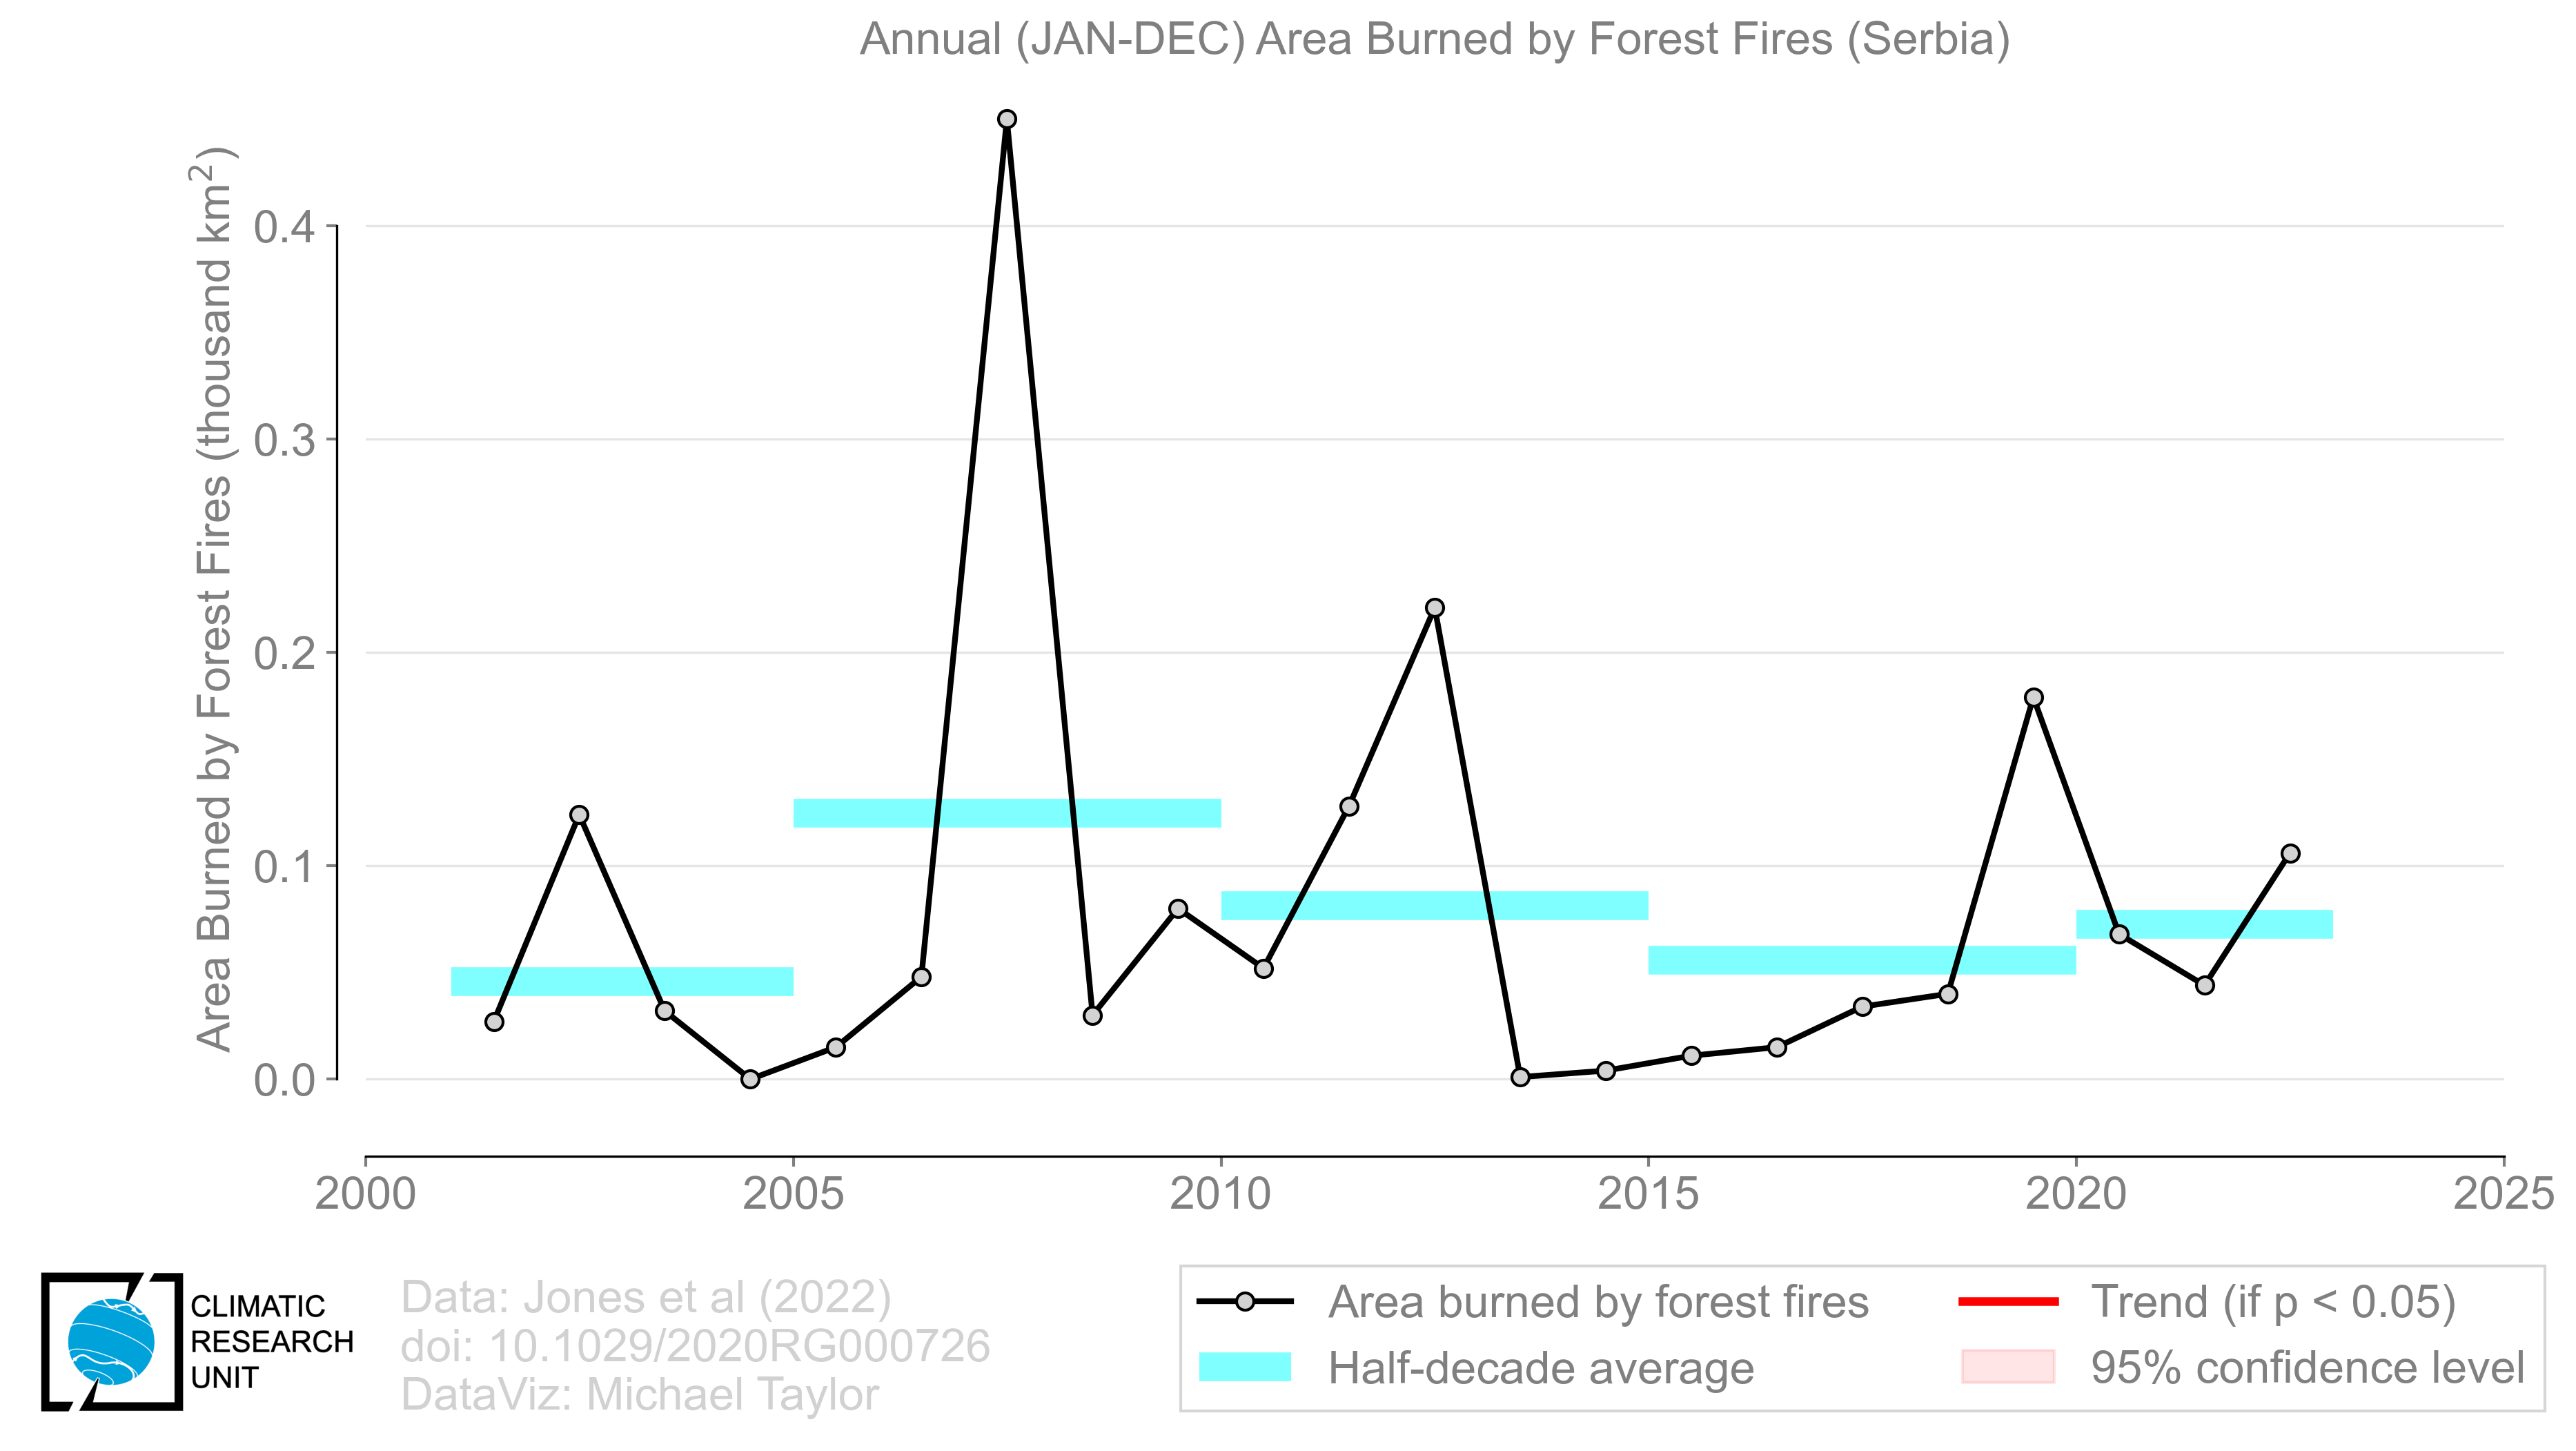 Annual (JAN-DEC) Area Burned by Forest Fires (Serbia)
Area Burned by Forest Fires (thousand km²)
0.4
0.3
0.2
0.1
0.0
2000
2005
2010
2015
2020
2025
CLIMATIC
RESEARCH
UNIT
Data: Jones et al (2022)
doi: 10.1029/2020RG000726
DataViz: Michael Taylor
Area burned by forest fires
Half-decade average
Trend (if p < 0.05)
95% confidence level